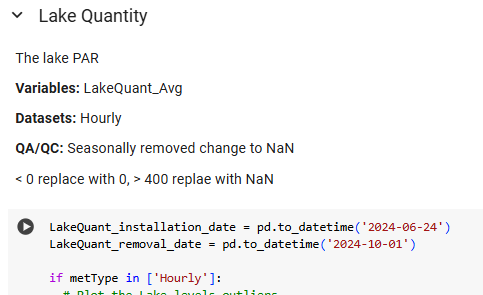 Lake Quantity
The lake PAR
Variables: LakeQuant_Avg
Datasets: Hourly
QA/QC: Seasonally removed change to NaN
< 0 replace with 0, > 400 replae with NaN
LakeQuant_installation_date = pd.to_datetime('2024-06-24')
LakeQuant_removal_date = pd.to_datetime('2024-10-01')
if metType in ['Hourly']:
# Plot the Lake levels outliers